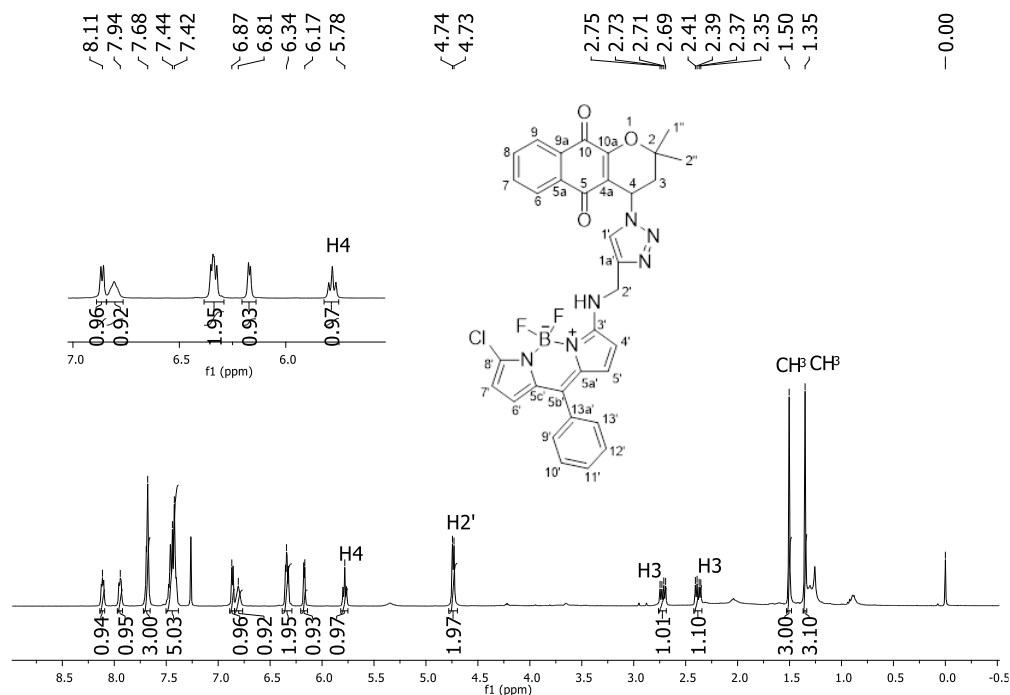 8.11 7.94 7.68 7.44 7.42 6.87 6.81 6.34 6.17 5.78 4.74 4.73 2.75 2.73 2.71 2.69 2.41 2.39 2.37 2.35 1.50 1.35 0.00
O
O
1
1"
9
9a
10
10a
2
8
2"
7
4
3
5
4a
5a
6
O
N
1'
N
N
1a'
2'
HN
F
F
3'
Cl
B
-
N
+
4'
8'
N
5'
5a'
7'
5c'
5b'
6'
13a'
13'
9'
12'
10'
11'
H4
0.96 0.92 1.95 0.93 0.97
7.0 6.5 6.0
f1 (ppm)
CH3 CH3
H2'
H4
H3
H3
0.94 0.95 3.00 5.03 0.96 0.92 1.95 0.93 0.97 1.97 1.01 1.10 3.00 3.10
8.5 8.0 7.5 7.0 6.5 6.0 5.5 5.0 4.5 4.0 3.5 3.0 2.5 2.0 1.5 1.0 0.5 0.0 -0.5
f1 (ppm)